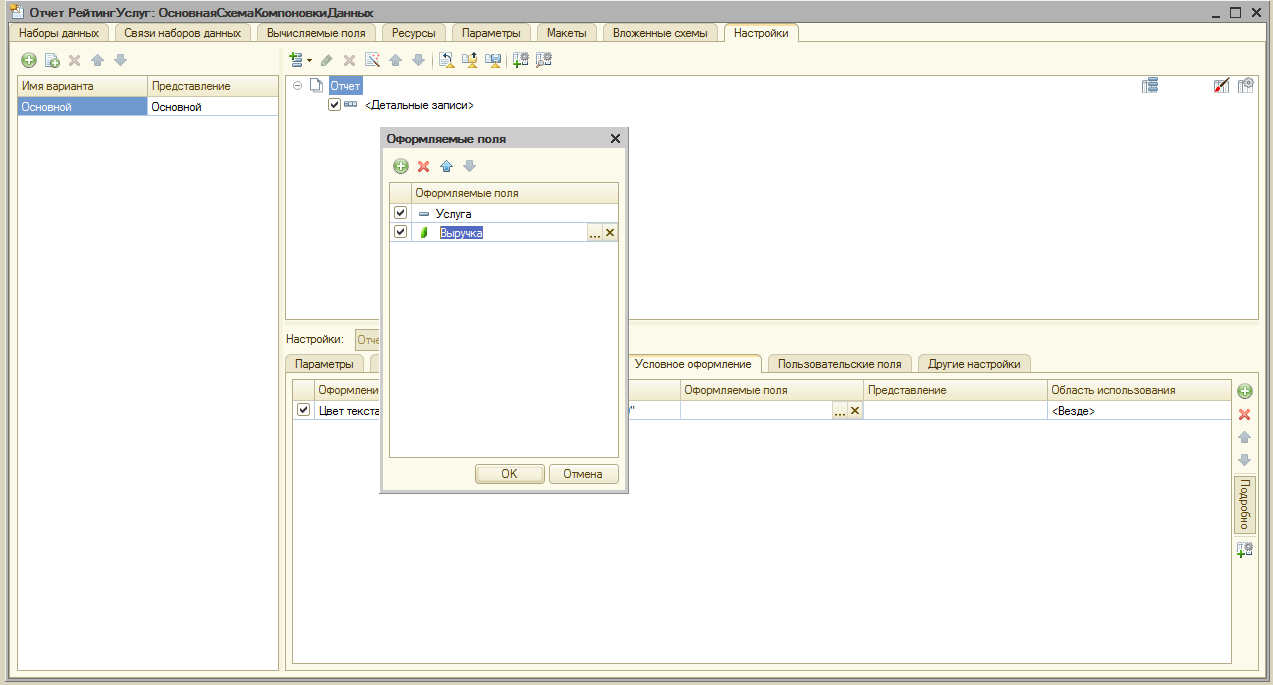 Отчет РейтингУслуг: ОсновнаяСхемаКомпоновкиДанных
Наборы данных Связи наборов данных Вычисляемые поля Ресурсы Параметры Макеты Вложенные схемы Настройки
Имя варианта Представление
Основной Основной
Отчет
<Детальные записи>
Оформляемые поля
Оформляемые поля
Услуга
Выручка
...
OK Отмена
Настройки: Отче
Параметры Условное оформление Пользовательские поля Другие настройки
Оформлени Оформляемые поля Представление Область использования
Цвет текста " ... <Везде>
Подробно